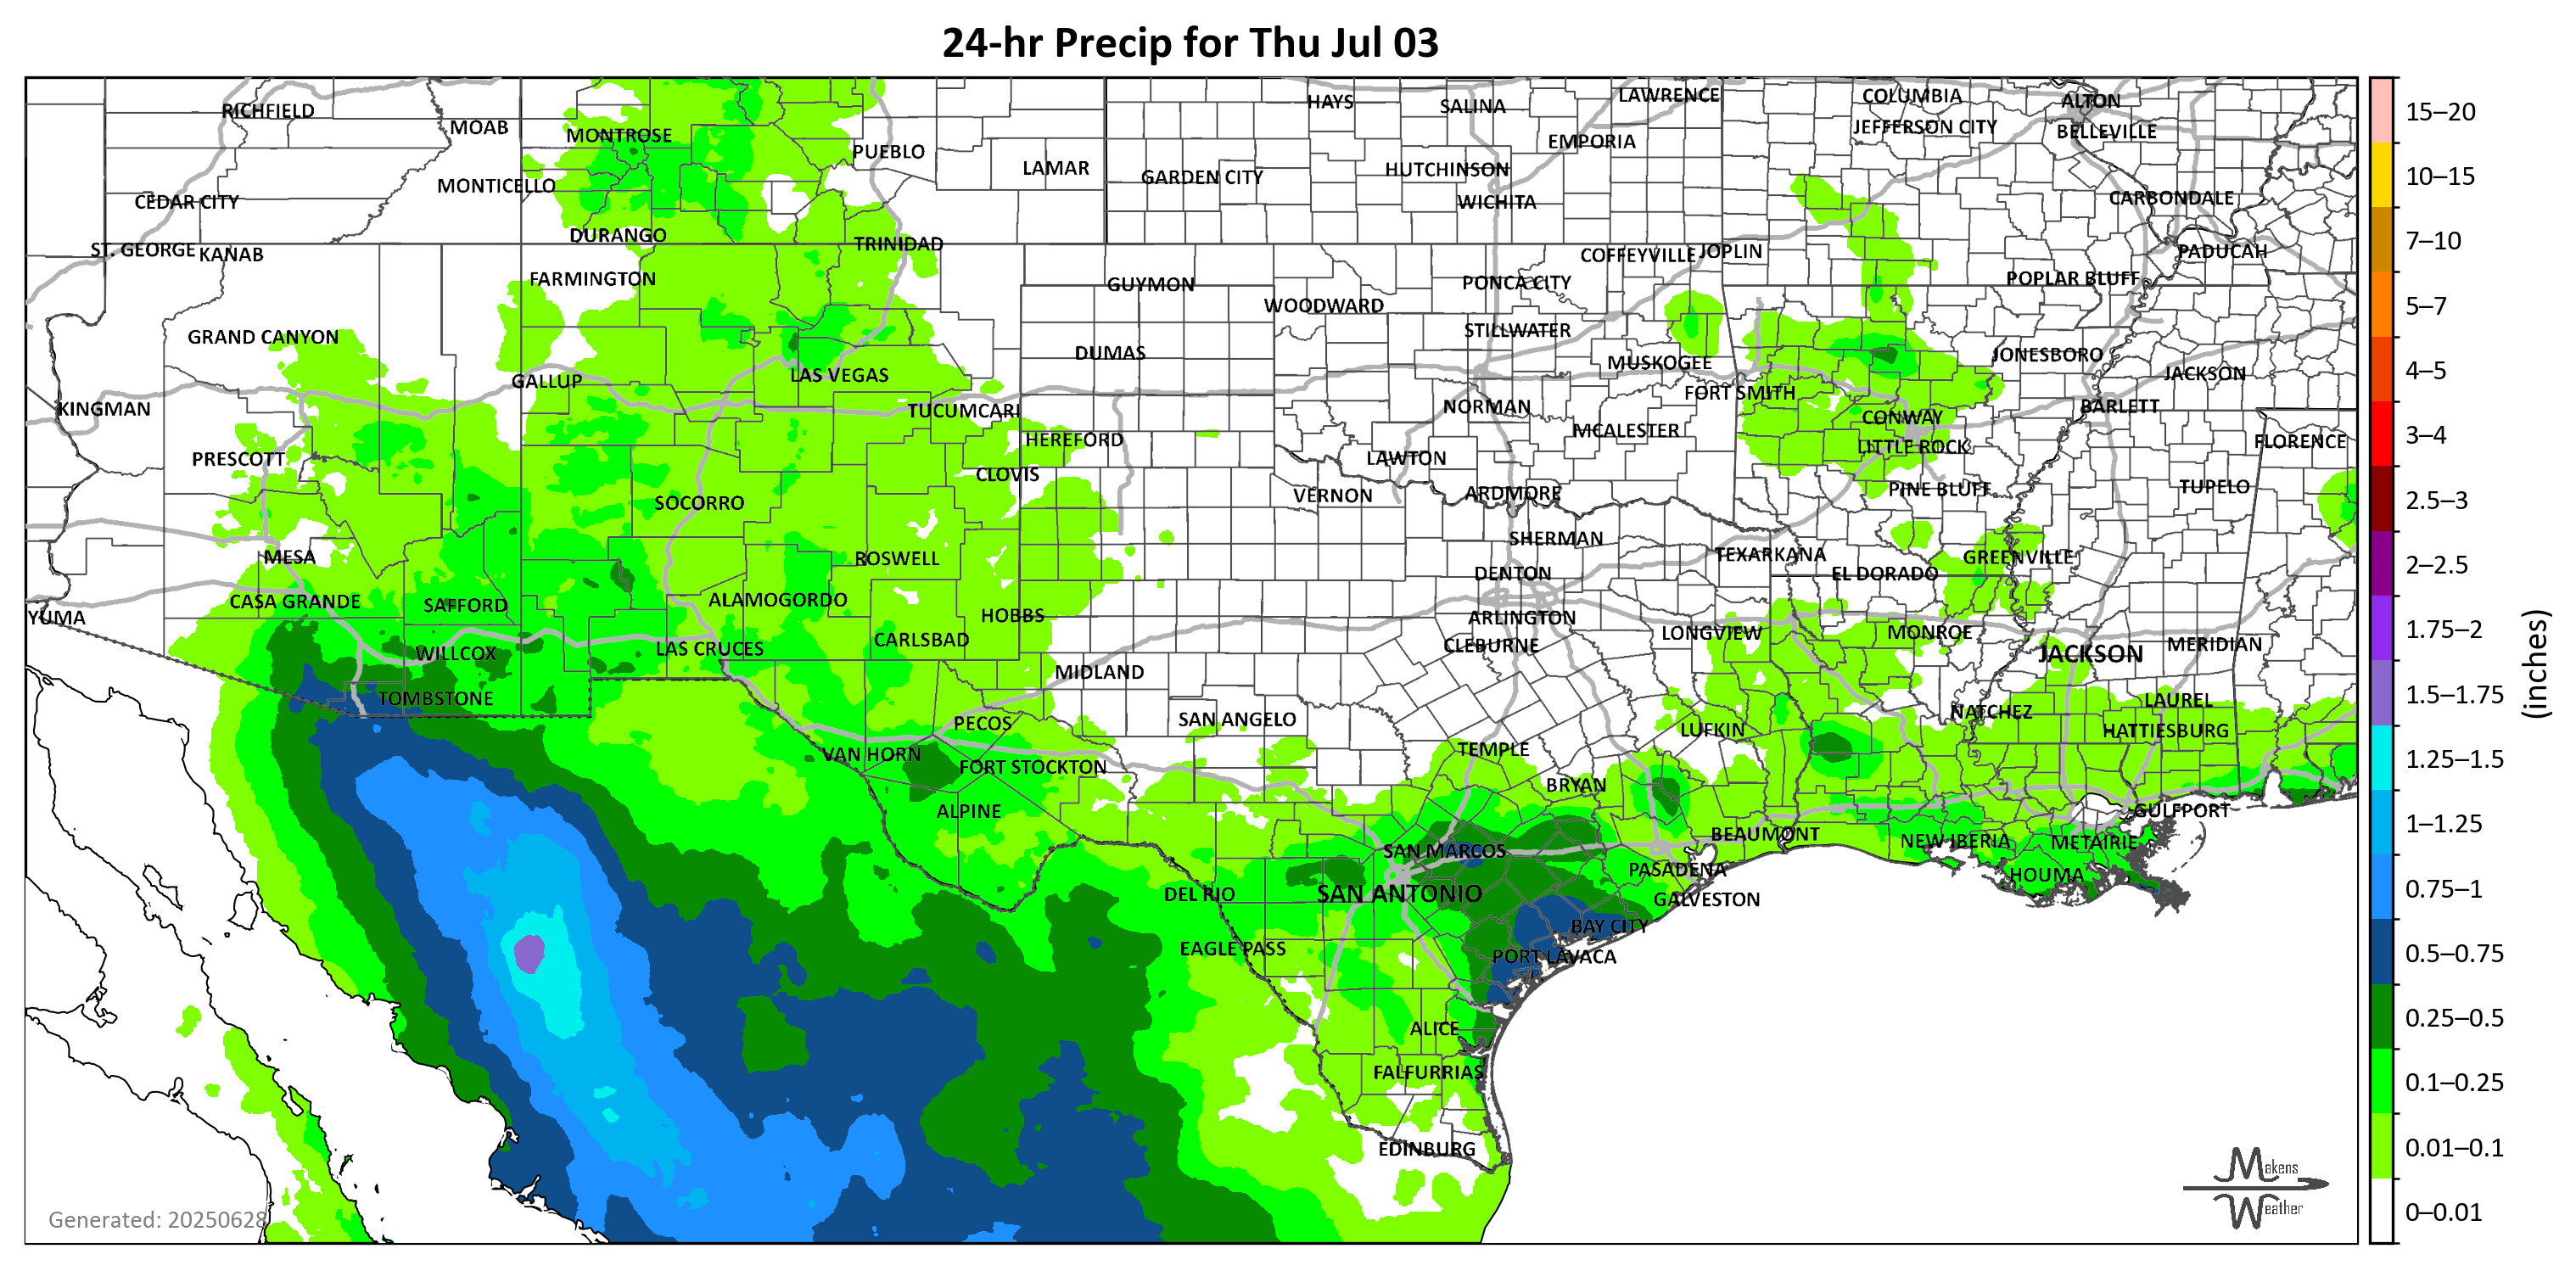 24-hr Precip for Thu Jul 03
RICHFIELD
MOAB
MONTROSE
PUEBLO
LAMAR
HAYS
SALINA
LAWRENCE
COLUMBIA
ALTON
JEFFERSON CITY
BELLEVILLE
EMPORIA
GARDEN CITY
HUTCHINSON
WICHITA
CEDAR CITY
MONTICELLO
CARBONDALE
DURANGO
TRINIDAD
ST. GEORGE
KANAB
COFFEYVILLE
JOPLIN
PADUCAH
FARMINGTON
GUYMON
PONCA CITY
POPLAR BLUFF
WOODWARD
GRAND CANYON
STILLWATER
DUMAS
MUSKOGEE
JONESBORO
GALLUP
LAS VEGAS
JACKSON
FORT SMITH
KINGMAN
TUCUMCARI
NORMAN
CONWAY
BARLETT
HEREFORD
MCALESTER
LITTLE ROCK
FLORENCE
PRESCOTT
CLOVIS
LAWTON
SOCORRO
VERNON
ARDMORE
PINE BLUFF
TUPELO
MESA
ROSWELL
SHERMAN
TEXARKANA
GREENVILLE
DENTON
EL DORADO
YUMA
CASA GRANDE
SAFFORD
ALAMOGORDO
HOBBS
ARLINGTON
WILLCOX
LAS CRUCES
CARLSBAD
CLEBURNE
LONGVIEW
MONROE
JACKSON
MERIDIAN
TOMBSTONE
MIDLAND
PECOS
SAN ANGELO
LUFKIN
NATCHEZ
LAUREL
HATTIESBURG
VAN HORN
FORT STOCKTON
TEMPLE
BRYAN
ALPINE
GULFPORT
SAN MARCOS
BEAUMONT
NEW IBERIA
METAIRIE
DEL RIO
SAN ANTONIO
PASADENA
GALVESTON
HOUMA
EAGLE PASS
BAY CITY
PORT LAVACA
ALICE
FALFURRIAS
EDINBURG
Generated: 20250628
Makens
Weather
15–20
10–15
7–10
5–7
4–5
3–4
2.5–3
2–2.5
1.75–2
1.5–1.75
1.25–1.5
1–1.25
0.75–1
0.5–0.75
0.25–0.5
0.1–0.25
0.01–0.1
0–0.01
(inches)